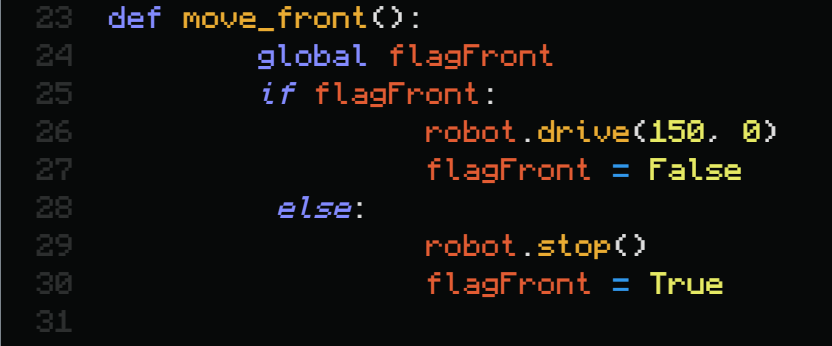 23 def move_front():
24         global flagFront
25         if flagFront:
26                  robot.drive(150, 0)
27                  flagFront = False
28          else:
29                  robot.stop()
30                  flagFront = True
31